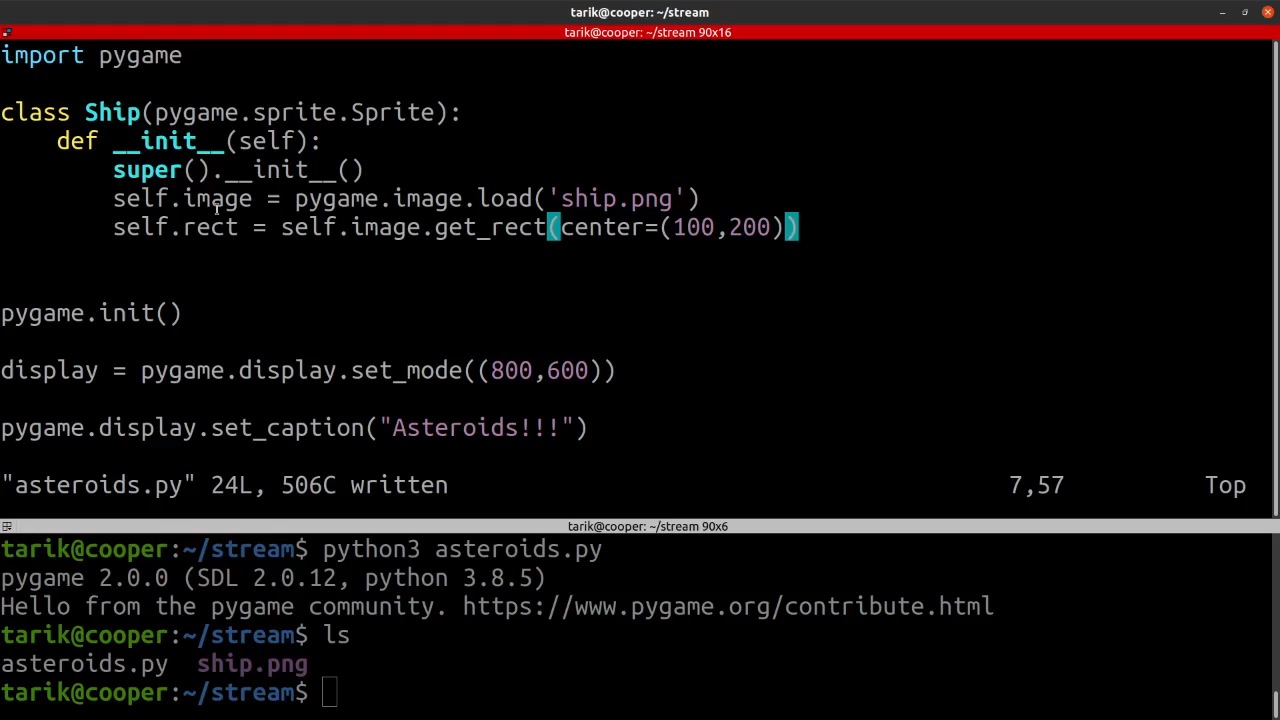 tarik@cooper: ~/stream
tarik@cooper: ~/stream 90x16
import pygame
class Ship(pygame.sprite.Sprite):
    def __init__(self):
        super().__init__()
        self.image = pygame.image.load('ship.png')
        self.rect = self.image.get_rect(center=(100,200))
pygame.init()
display = pygame.display.set_mode((800,600))
pygame.display.set_caption("Asteroids!!!")
"asteroids.py" 24L, 506C written 7,57 Top
tarik@cooper: ~/stream 90x6
tarik@cooper:~/stream$ python3 asteroids.py
pygame 2.0.0 (SDL 2.0.12, python 3.8.5)
Hello from the pygame community. https://www.pygame.org/contribute.html
tarik@cooper:~/stream$ ls
asteroids.py  ship.png
tarik@cooper:~/stream$